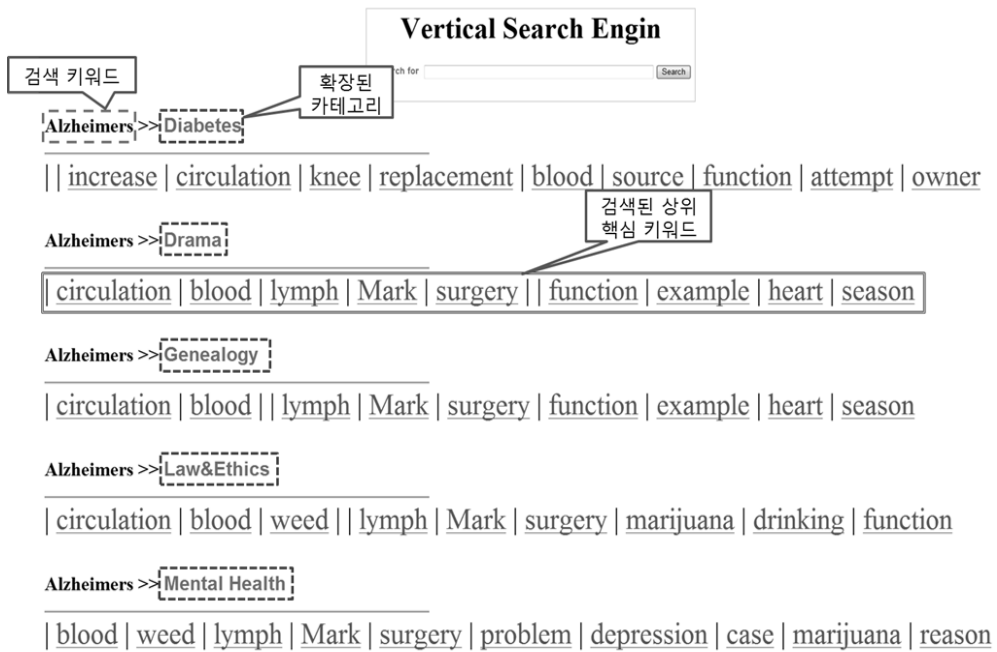 Vertical Search Engin
rch for
Search
검색 키워드
확장된
카테고리
Alzheimers >> Diabetes
| | increase | circulation | knee | replacement | blood | source | function | attempt | owner
검색된 상위
핵심 키워드
Alzheimers >> Drama
| circulation | blood | lymph | Mark | surgery | | function | example | heart | season
Alzheimers >> Genealogy
| circulation | blood | | lymph | Mark | surgery | function | example | heart | season
Alzheimers >> Law&Ethics
| circulation | blood | weed | | lymph | Mark | surgery | marijuana | drinking | function
Alzheimers >> Mental Health
| blood | weed | lymph | Mark | surgery | problem | depression | case | marijuana | reason